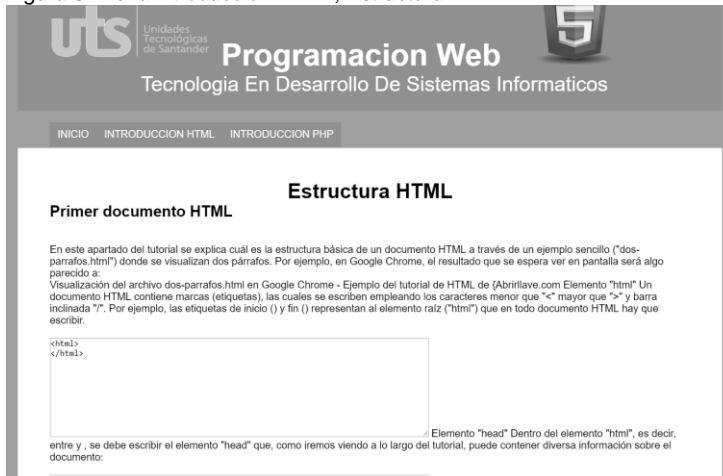 uts Unidades
Tecnológicas
de Santander
Programacion Web
5
Tecnologia En Desarrollo De Sistemas Informaticos
INICIO INTRODUCCION HTML INTRODUCCION PHP
Estructura HTML
Primer documento HTML
En este apartado del tutorial se explica cuál es la estructura básica de un documento HTML a través de un ejemplo sencillo ("dos-
parrafos.html") donde se visualizan dos párrafos. Por ejemplo, en Google Chrome, el resultado que se espera ver en pantalla será algo
parecido a:
Visualización del archivo dos-parrafos.html en Google Chrome - Ejemplo del tutorial de HTML de {Abrirllave.com Elemento "html" Un
documento HTML contiene marcas (etiquetas), las cuales se escriben empleando los caracteres menor que "<" mayor que ">" y barra
inclinada "/". Por ejemplo, las etiquetas de inicio () y fin () representan al elemento raíz ("html") que en todo documento HTML hay que
escribir.
<html>
</html>
Elemento "head" Dentro del elemento "html", es decir,
entre y , se debe escribir el elemento "head" que, como iremos viendo a lo largo del tutorial, puede contener diversa información sobre el
documento: